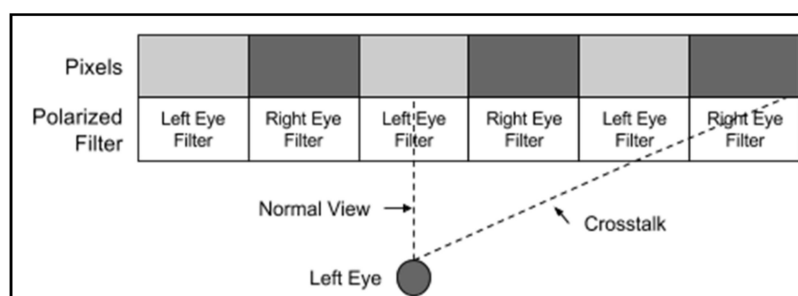 Pixels
Polarized
Filter
Left Eye
Filter
Right Eye
Filter
Left Eye
Filter
Right Eye
Filter
Left Eye
Filter
Right Eye
Filter
Normal View
Crosstalk
Left Eye